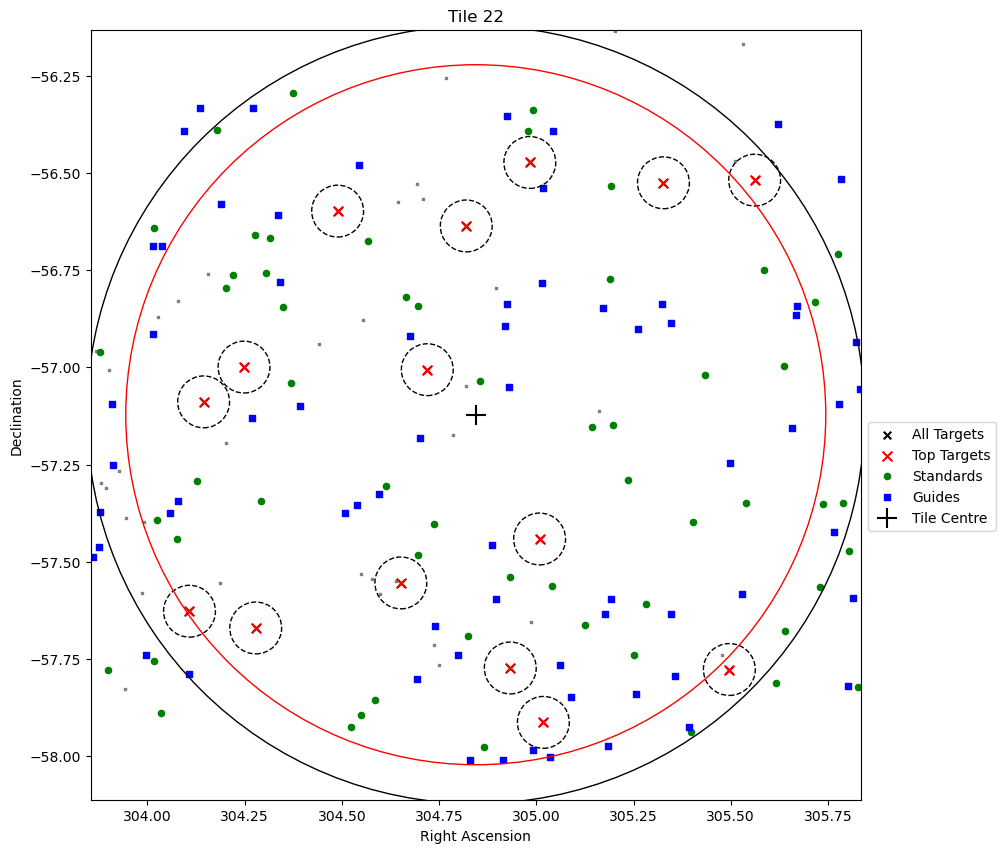 Tile 22
−56.25
−56.50
−56.75
−57.00
−57.25
−57.50
−57.75
−58.00
Declination
304.00 304.25 304.50 304.75 305.00 305.25 305.50 305.75
Right Ascension
All Targets
Top Targets
Standards
Guides
Tile Centre